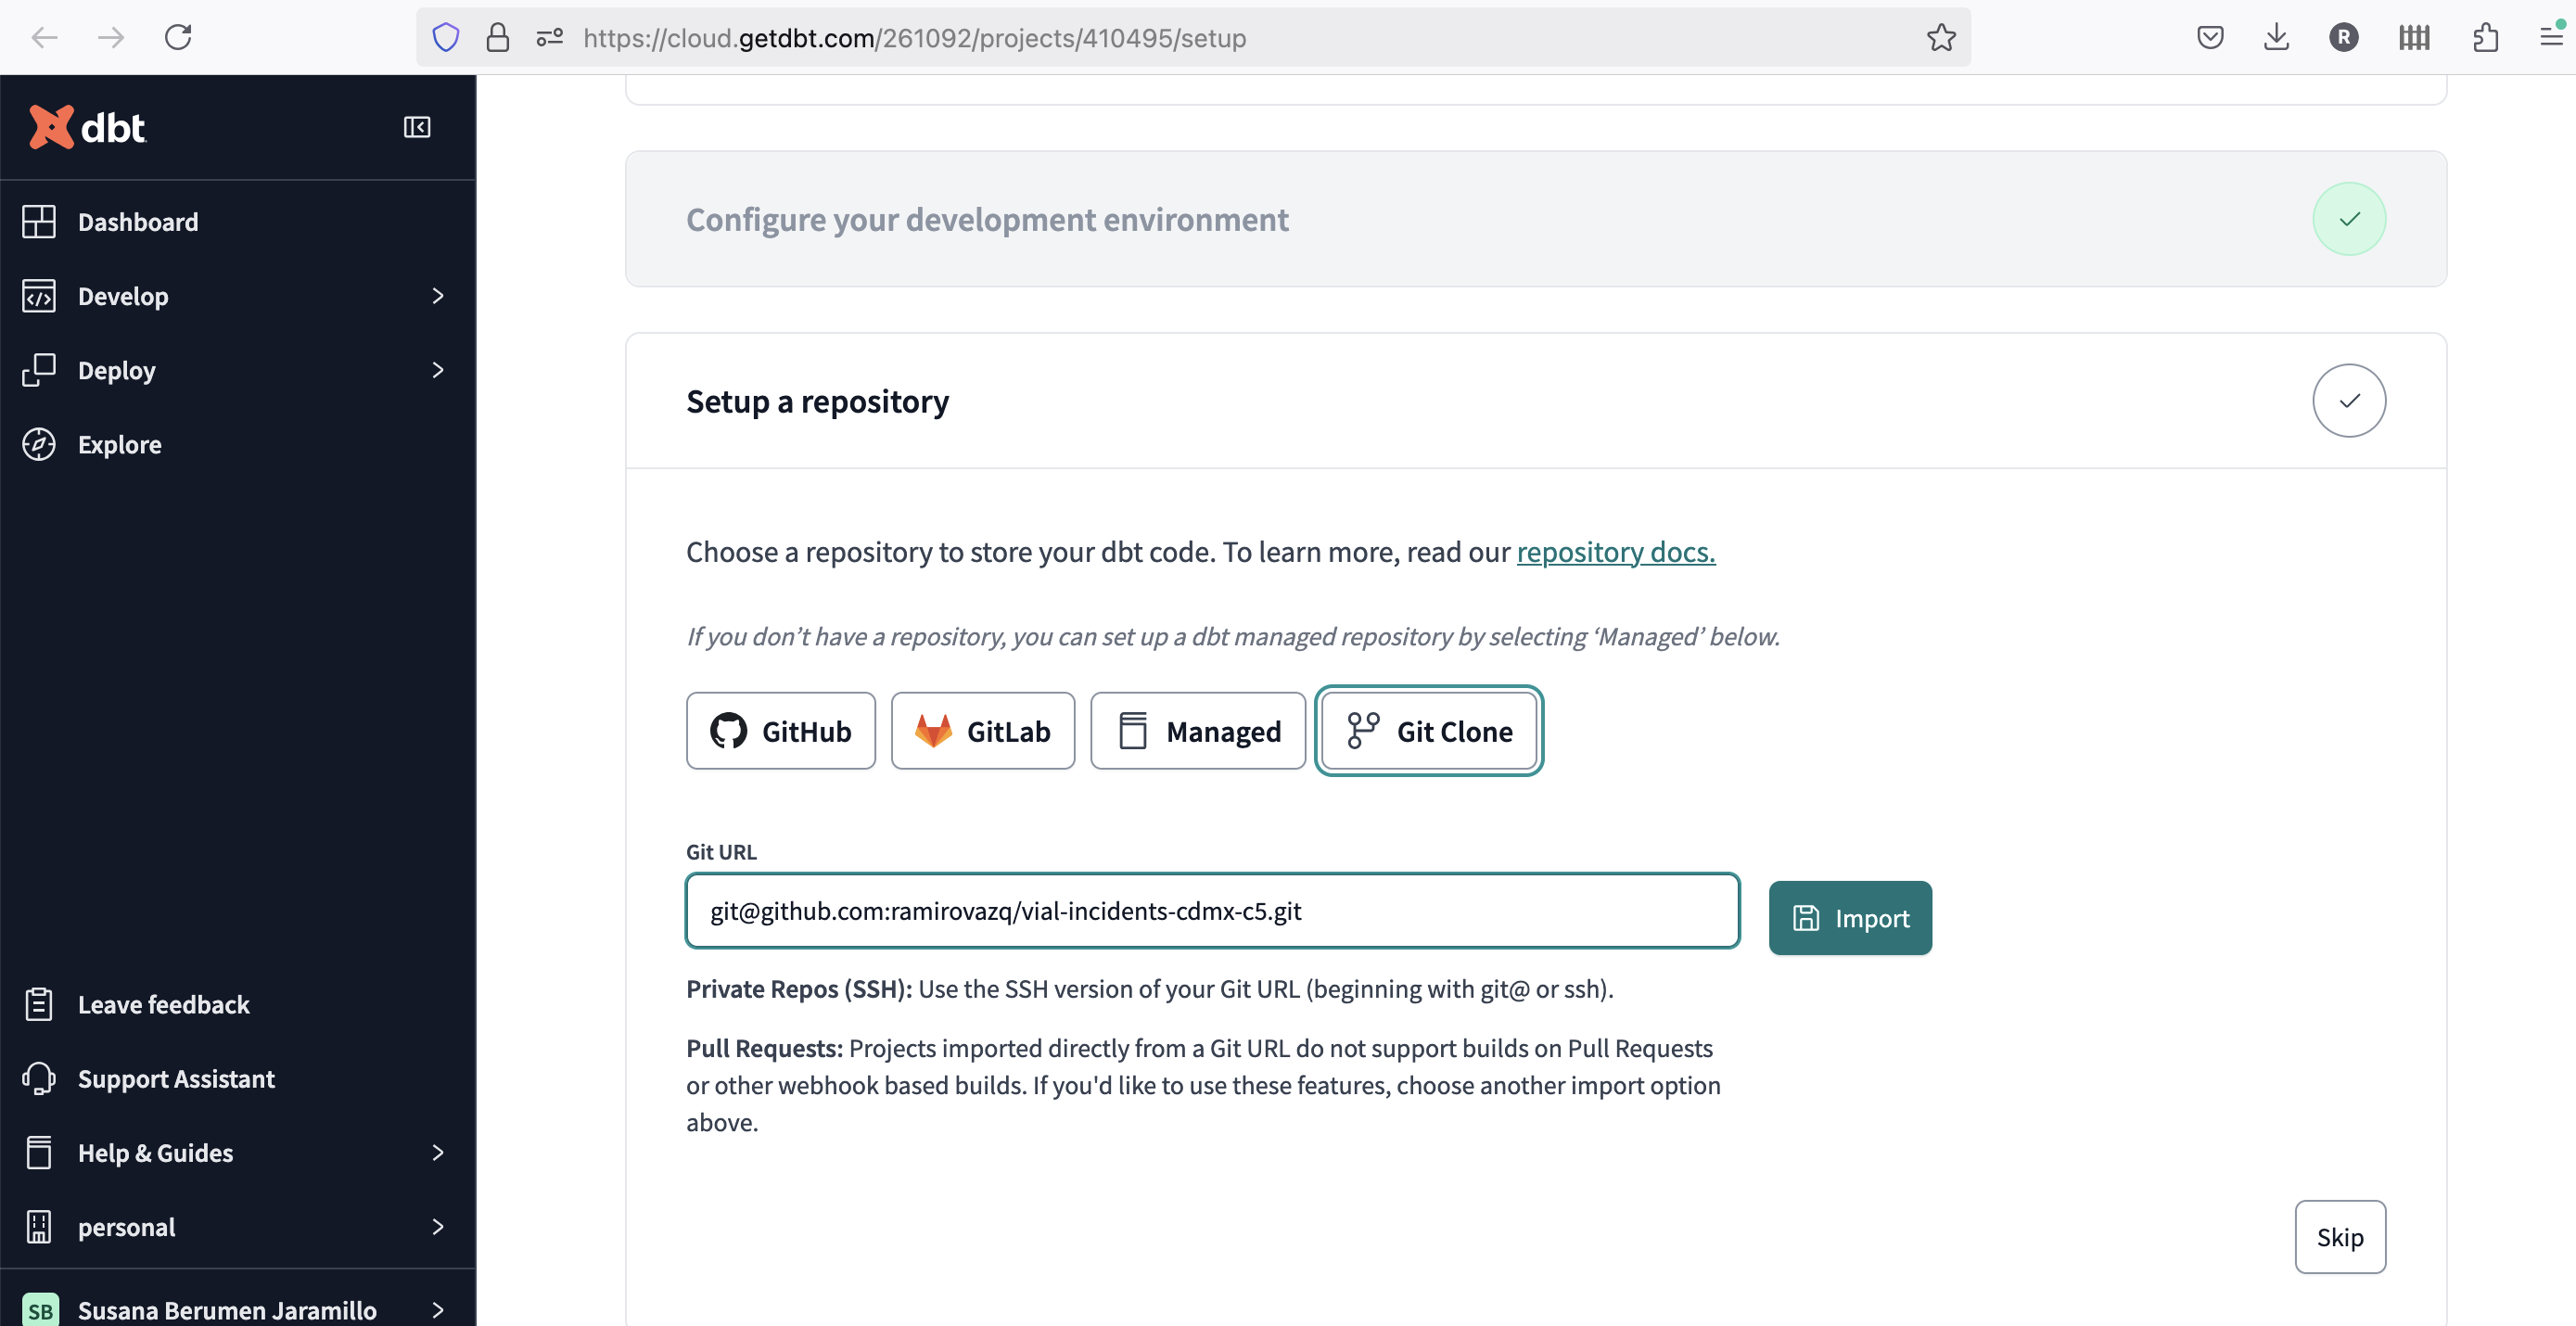 https://cloud.getdbt.com/261092/projects/410495/setup
R
dbt
Dashboard
Develop
Deploy
Explore
Leave feedback
Support Assistant
Help & Guides
personal
SB Susana Berumen Jaramillo
Configure your development environment
Setup a repository
Choose a repository to store your dbt code. To learn more, read our repository docs.
If you don’t have a repository, you can set up a dbt managed repository by selecting ‘Managed’ below.
GitHub GitLab Managed Git Clone
Git URL
git@github.com:ramirovazq/vial-incidents-cdmx-c5.git
Import
Private Repos (SSH): Use the SSH version of your Git URL (beginning with git@ or ssh).
Pull Requests: Projects imported directly from a Git URL do not support builds on Pull Requests
or other webhook based builds. If you'd like to use these features, choose another import option
above.
Skip